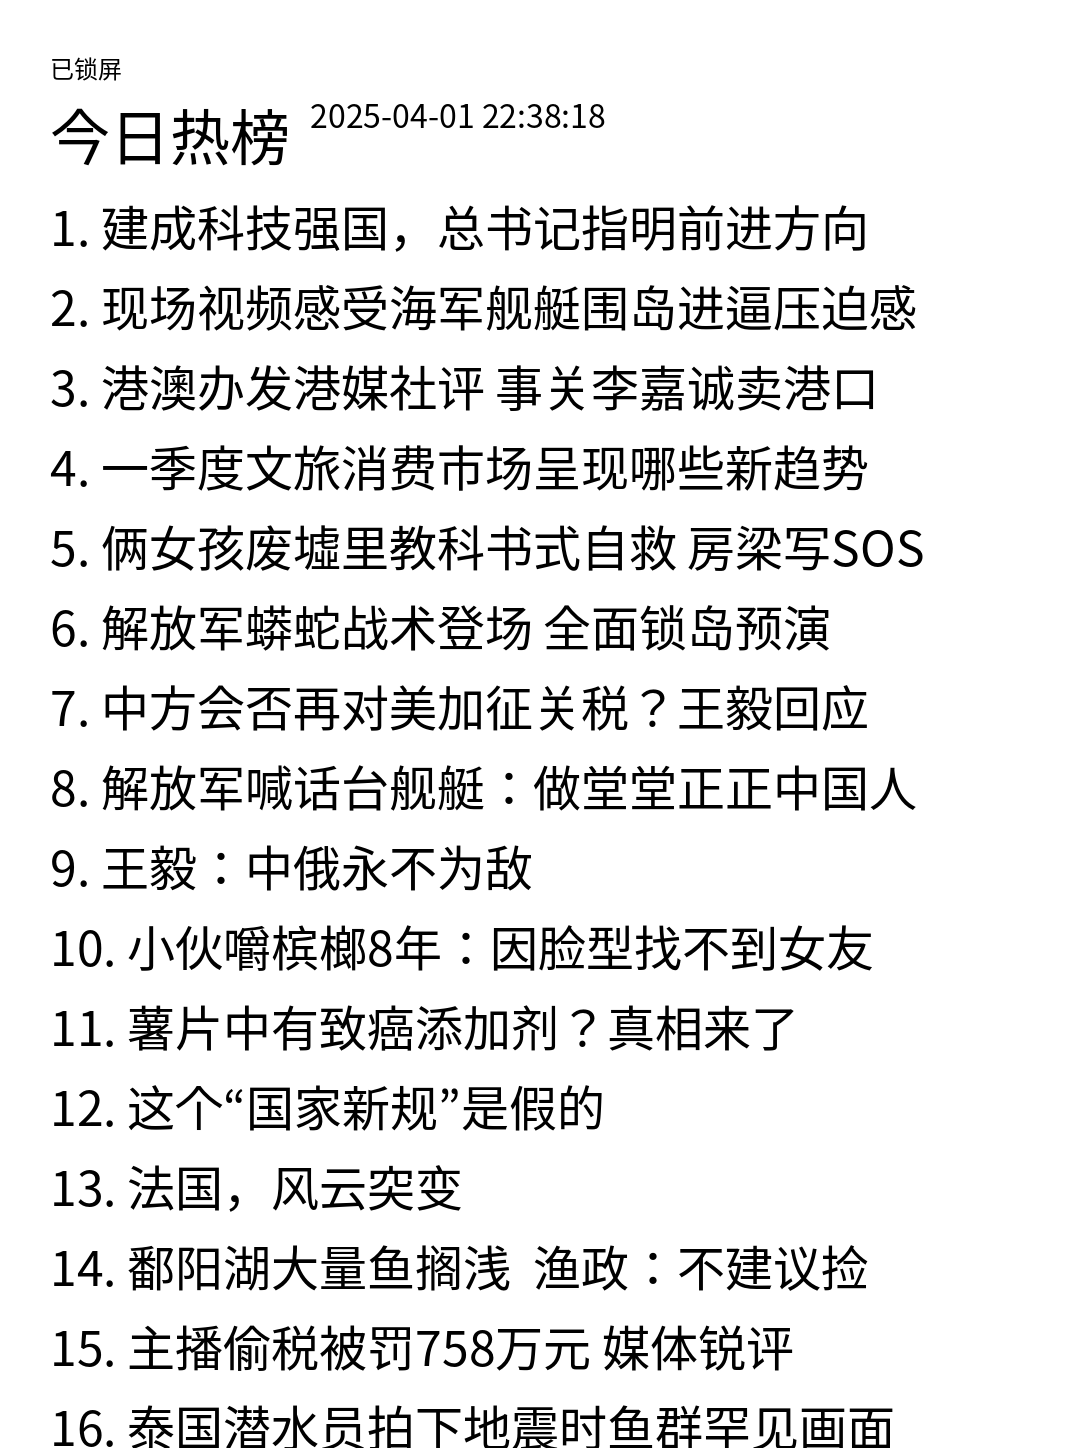 已锁屏
今日热榜 2025-04-01 22:38:18
1. 建成科技强国，总书记指明前进方向
2. 现场视频感受海军舰艇围岛进逼压迫感
3. 港澳办发港媒社评 事关李嘉诚卖港口
4. 一季度文旅消费市场呈现哪些新趋势
5. 俩女孩废墟里教科书式自救 房梁写SOS
6. 解放军蟒蛇战术登场 全面锁岛预演
7. 中方会否再对美加征关税？王毅回应
8. 解放军喊话台舰艇：做堂堂正正中国人
9. 王毅：中俄永不为敌
10. 小伙嚼槟榔8年：因脸型找不到女友
11. 薯片中有致癌添加剂？真相来了
12. 这个“国家新规”是假的
13. 法国，风云突变
14. 鄱阳湖大量鱼搁浅 渔政：不建议捡
15. 主播偷税被罚758万元 媒体锐评
16. 泰国潜水员拍下地震时鱼群罕见画面